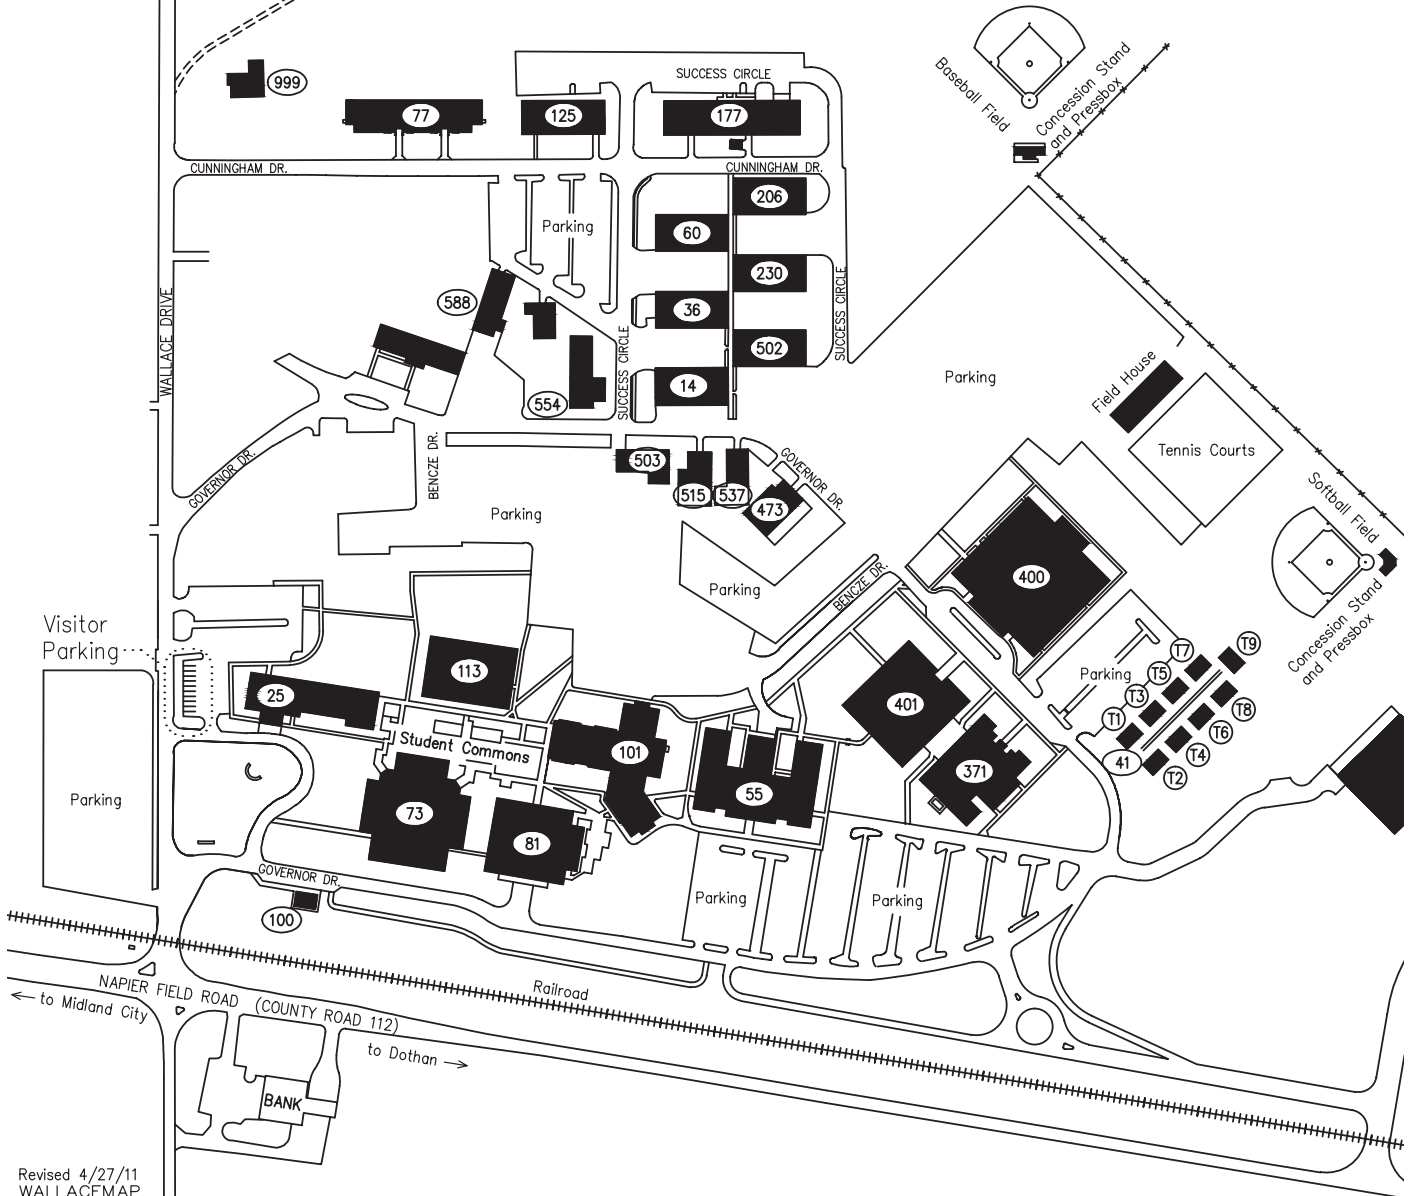 Baseball Field
Concession Stand
and Pressbox
SUCCESS CIRCLE
999
77
125
177
CUNNINGHAM DR.
CUNNINGHAM DR.
206
Parking
60
230
588
36
SUCCESS CIRCLE
WALLACE DRIVE
502
SUCCESS CIRCLE
14
554
Parking
Field House
Tennis Courts
GOVERNOR DR.
BENCZE DR.
503
515
537
473
GOVERNOR DR.
Parking
Softball Field
Concession Stand
and Pressbox
400
BENCZE DR.
Parking
Visitor
Parking
113
25
Student Commons
101
401
371
55
Parking
T9
T7
T5
T3
T1
T8
T6
T4
T2
41
Parking
73
81
GOVERNOR DR.
100
Parking
Parking
Railroad
NAPIER FIELD ROAD (COUNTY ROAD 112)
to Midland City
to Dothan
BANK
Revised 4/27/11
WALLACEMAP